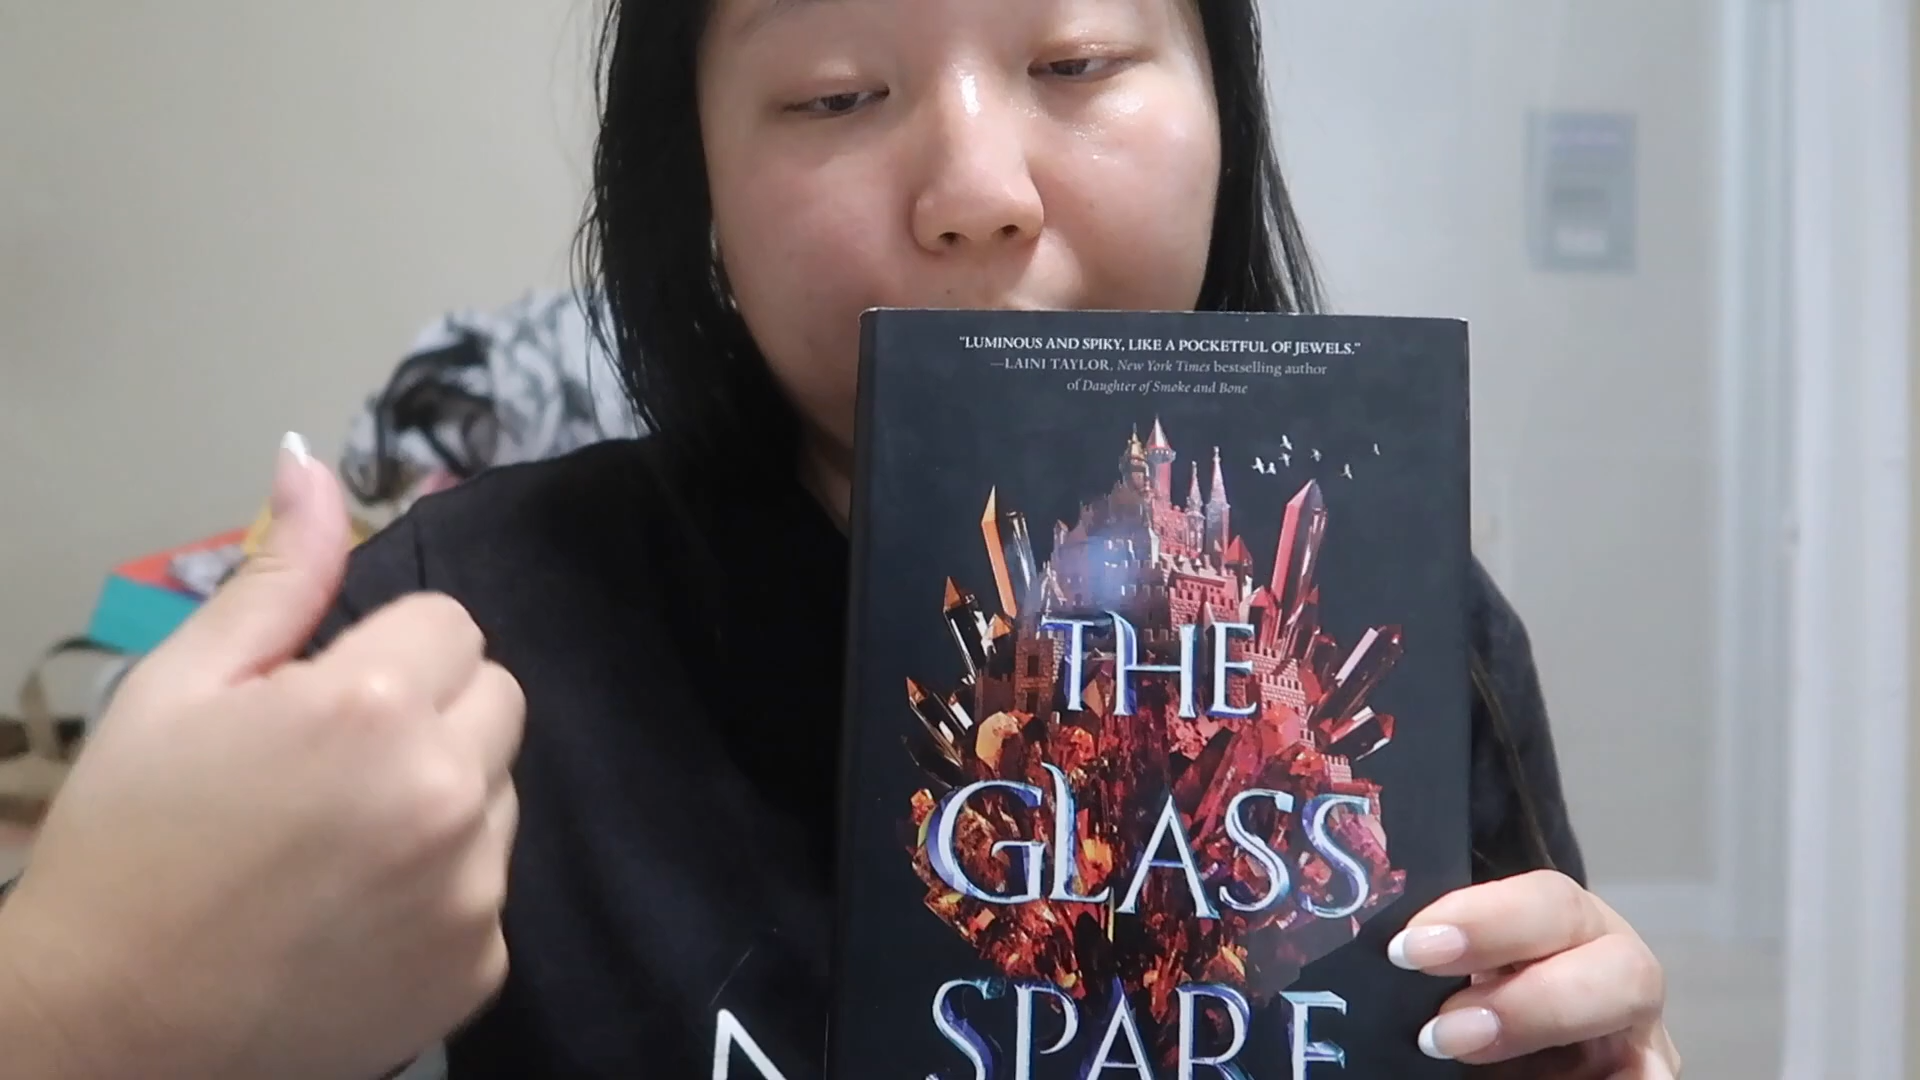 "LUMINOUS AND SPIKY, LIKE A POCKETFUL OF JEWELS."
—LAINI TAYLOR, New York Times bestselling author
of Daughter of Smoke and Bone
THE
GLASS
SPARE